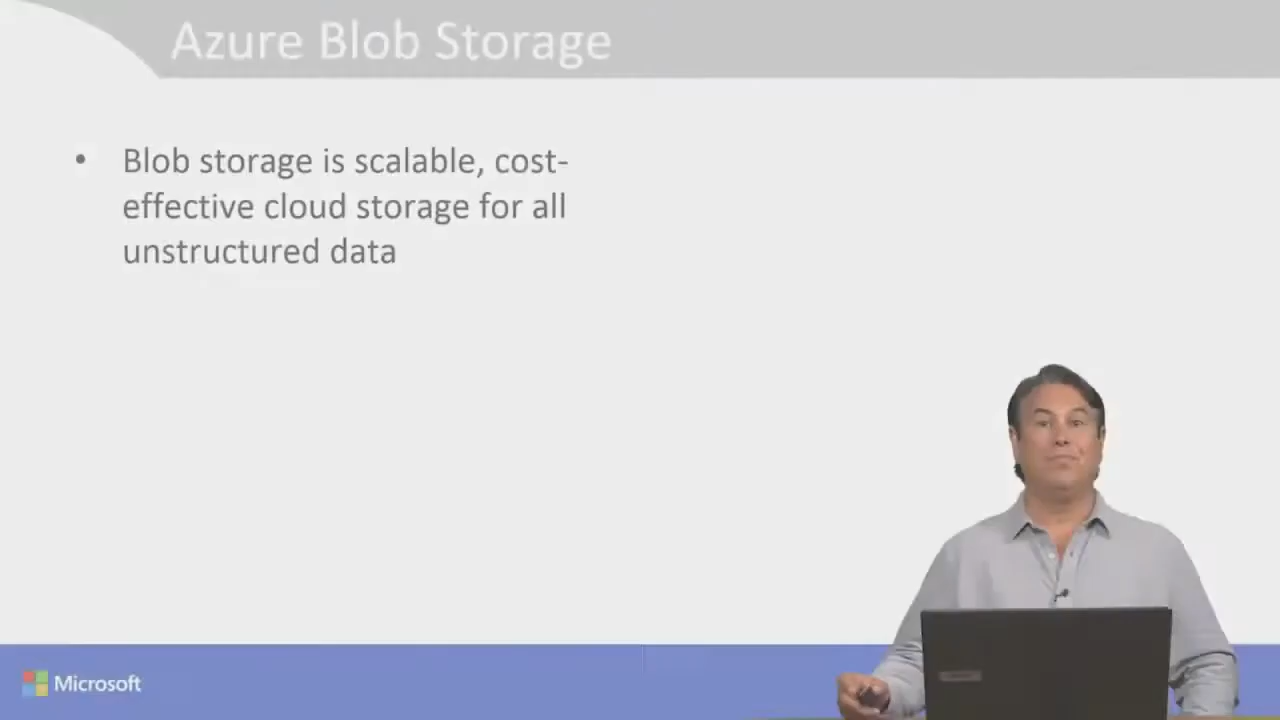 Azure Blob Storage
• Blob storage is scalable, cost-
effective cloud storage for all
unstructured data
Microsoft